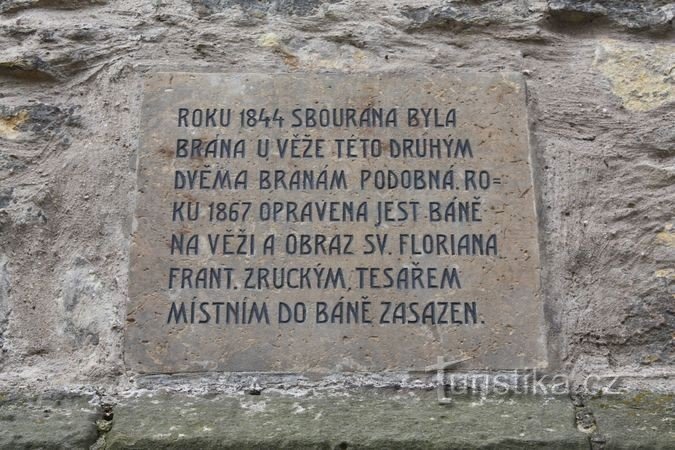 ROKU 1844 SBOURANA BYLA
BRÁNA U VĚŽE TÉTO DRUHÝM
DVĚMA BRANÁM PODOBNÁ. RO-
KU 1867 OPRAVENA JEST BÁNĚ
NA VĚŽI A OBRAZ SV. FLORIANA
FRANT. ZRUCKÝM, TESAŘEM
MÍSTNÍM DO BÁNĚ ZASAZEN.
turistika.cz